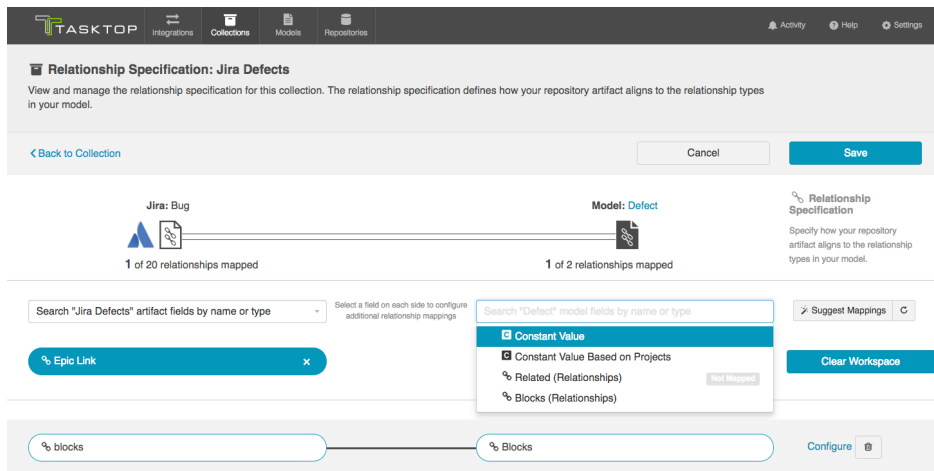 TASKTOP
Integrations
Collections
Models
Repositories
Activity
Help
Settings
Relationship Specification: Jira Defects
View and manage the relationship specification for this collection. The relationship specification defines how your repository artifact aligns to the relationship types
in your model.
Back to Collection
Cancel
Save
Jira: Bug
Model: Defect
1 of 20 relationships mapped
1 of 2 relationships mapped
Relationship
Specification
Specify how your repository
artifact aligns to the relationship
types in your model.
Search "Jira Defects" artifact fields by name or type
Select a field on each side to configure
additional relationship mappings
Search "Defect" model fields by name or type
Suggest Mappings
C Constant Value
C Constant Value Based on Projects
Related (Relationships)
Not Mapped
Blocks (Relationships)
Epic Link
×
Clear Workspace
blocks
Blocks
Configure